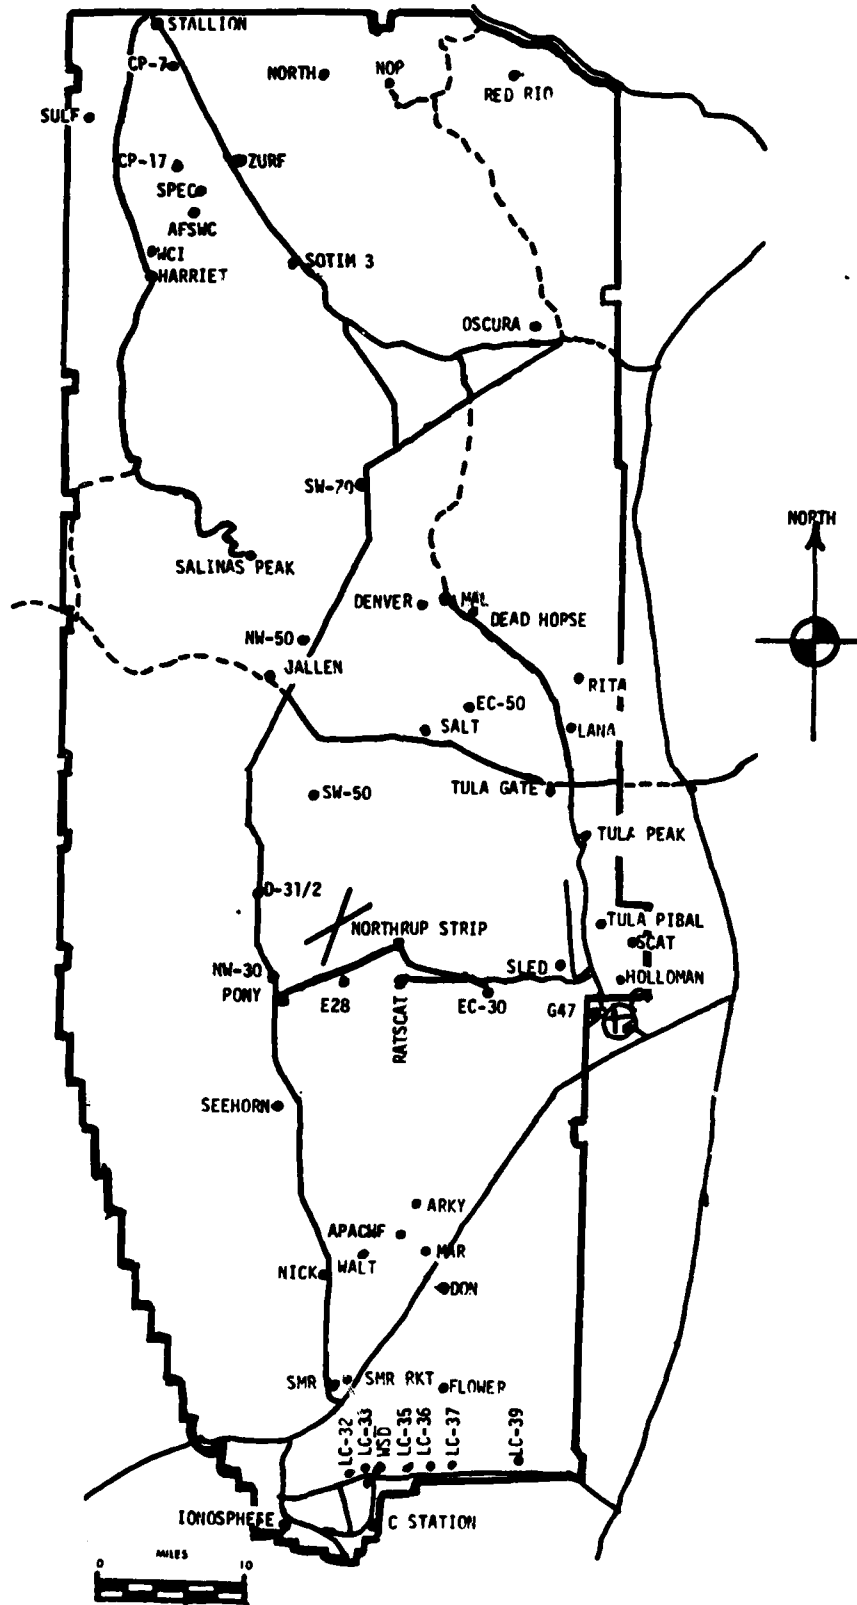 STALLION
CP-7
NORTH
NOP
RED RIO
SULF
CP-17
ZURF
SPEC
AFSWC
WCI
HARRIET
SOTIM 3
OSCURA
SW-70
SALINAS PEAK
NORTH
DENVER
MAL
DEAD HOPSE
NW-50
JALLEN
RITA
EC-50
SALT
LANA
TULA GATE
SW-50
TULA PEAK
D-31/2
TULA PIBAL
NORTHRUP STRIP
SCAT
SLED
NW-30
HOLLOMAN
PONY
E28
RATSCAT
EC-30
G47
SEEHORN
ARKY
APACWF
MAR
WALT
NICK
DON
SMR
SMR RKT
FLOWER
LC-32
LC-33
WSD
LC-35
LC-36
LC-37
LC-39
IONOSPHERE
C STATION
MILES
0 10